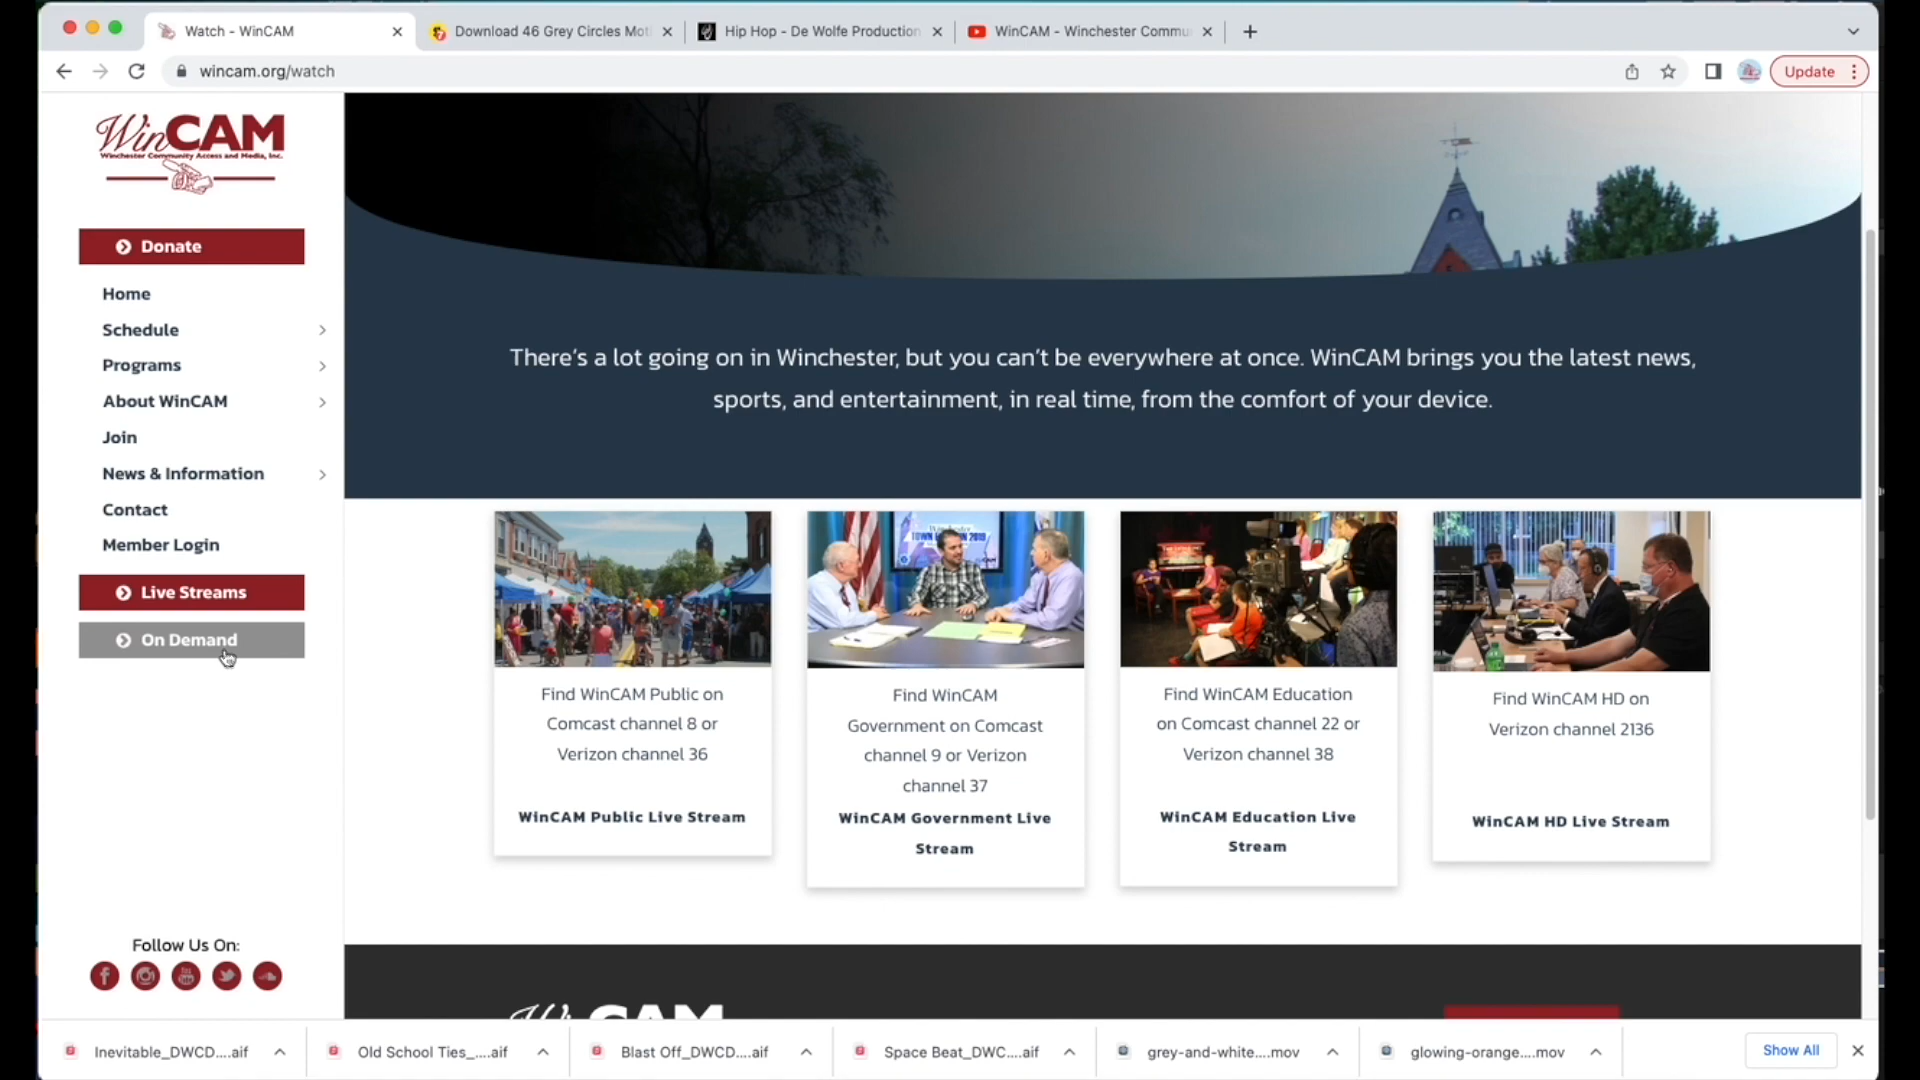 Watch - WinCAM
Download 46 Grey Circles Mot
Hip Hop - De Wolfe Production
WinCAM - Winchester Commu
wincam.org/watch
Update
WinCAM
Winchester Community Access and Media, Inc.
Donate
Home
Schedule
Programs
About WinCAM
Join
News & Information
Contact
Member Login
Live Streams
On Demand
Follow Us On:
There's a lot going on in Winchester, but you can't be everywhere at once. WinCAM brings you the latest news,
sports, and entertainment, in real time, from the comfort of your device.
Find WinCAM Public on
Comcast channel 8 or
Verizon channel 36
WinCAM Public Live Stream
Find WinCAM
Government on Comcast
channel 9 or Verizon
channel 37
WinCAM Government Live
Stream
Find WinCAM Education
on Comcast channel 22 or
Verizon channel 38
WinCAM Education Live
Stream
Find WinCAM HD on
Verizon channel 2136
WinCAM HD Live Stream
WinCAM
Inevitable_DWCD....aif
Old School Ties_....aif
Blast Off_DWCD....aif
Space Beat_DWC....aif
grey-and-white....mov
glowing-orange....mov
Show All